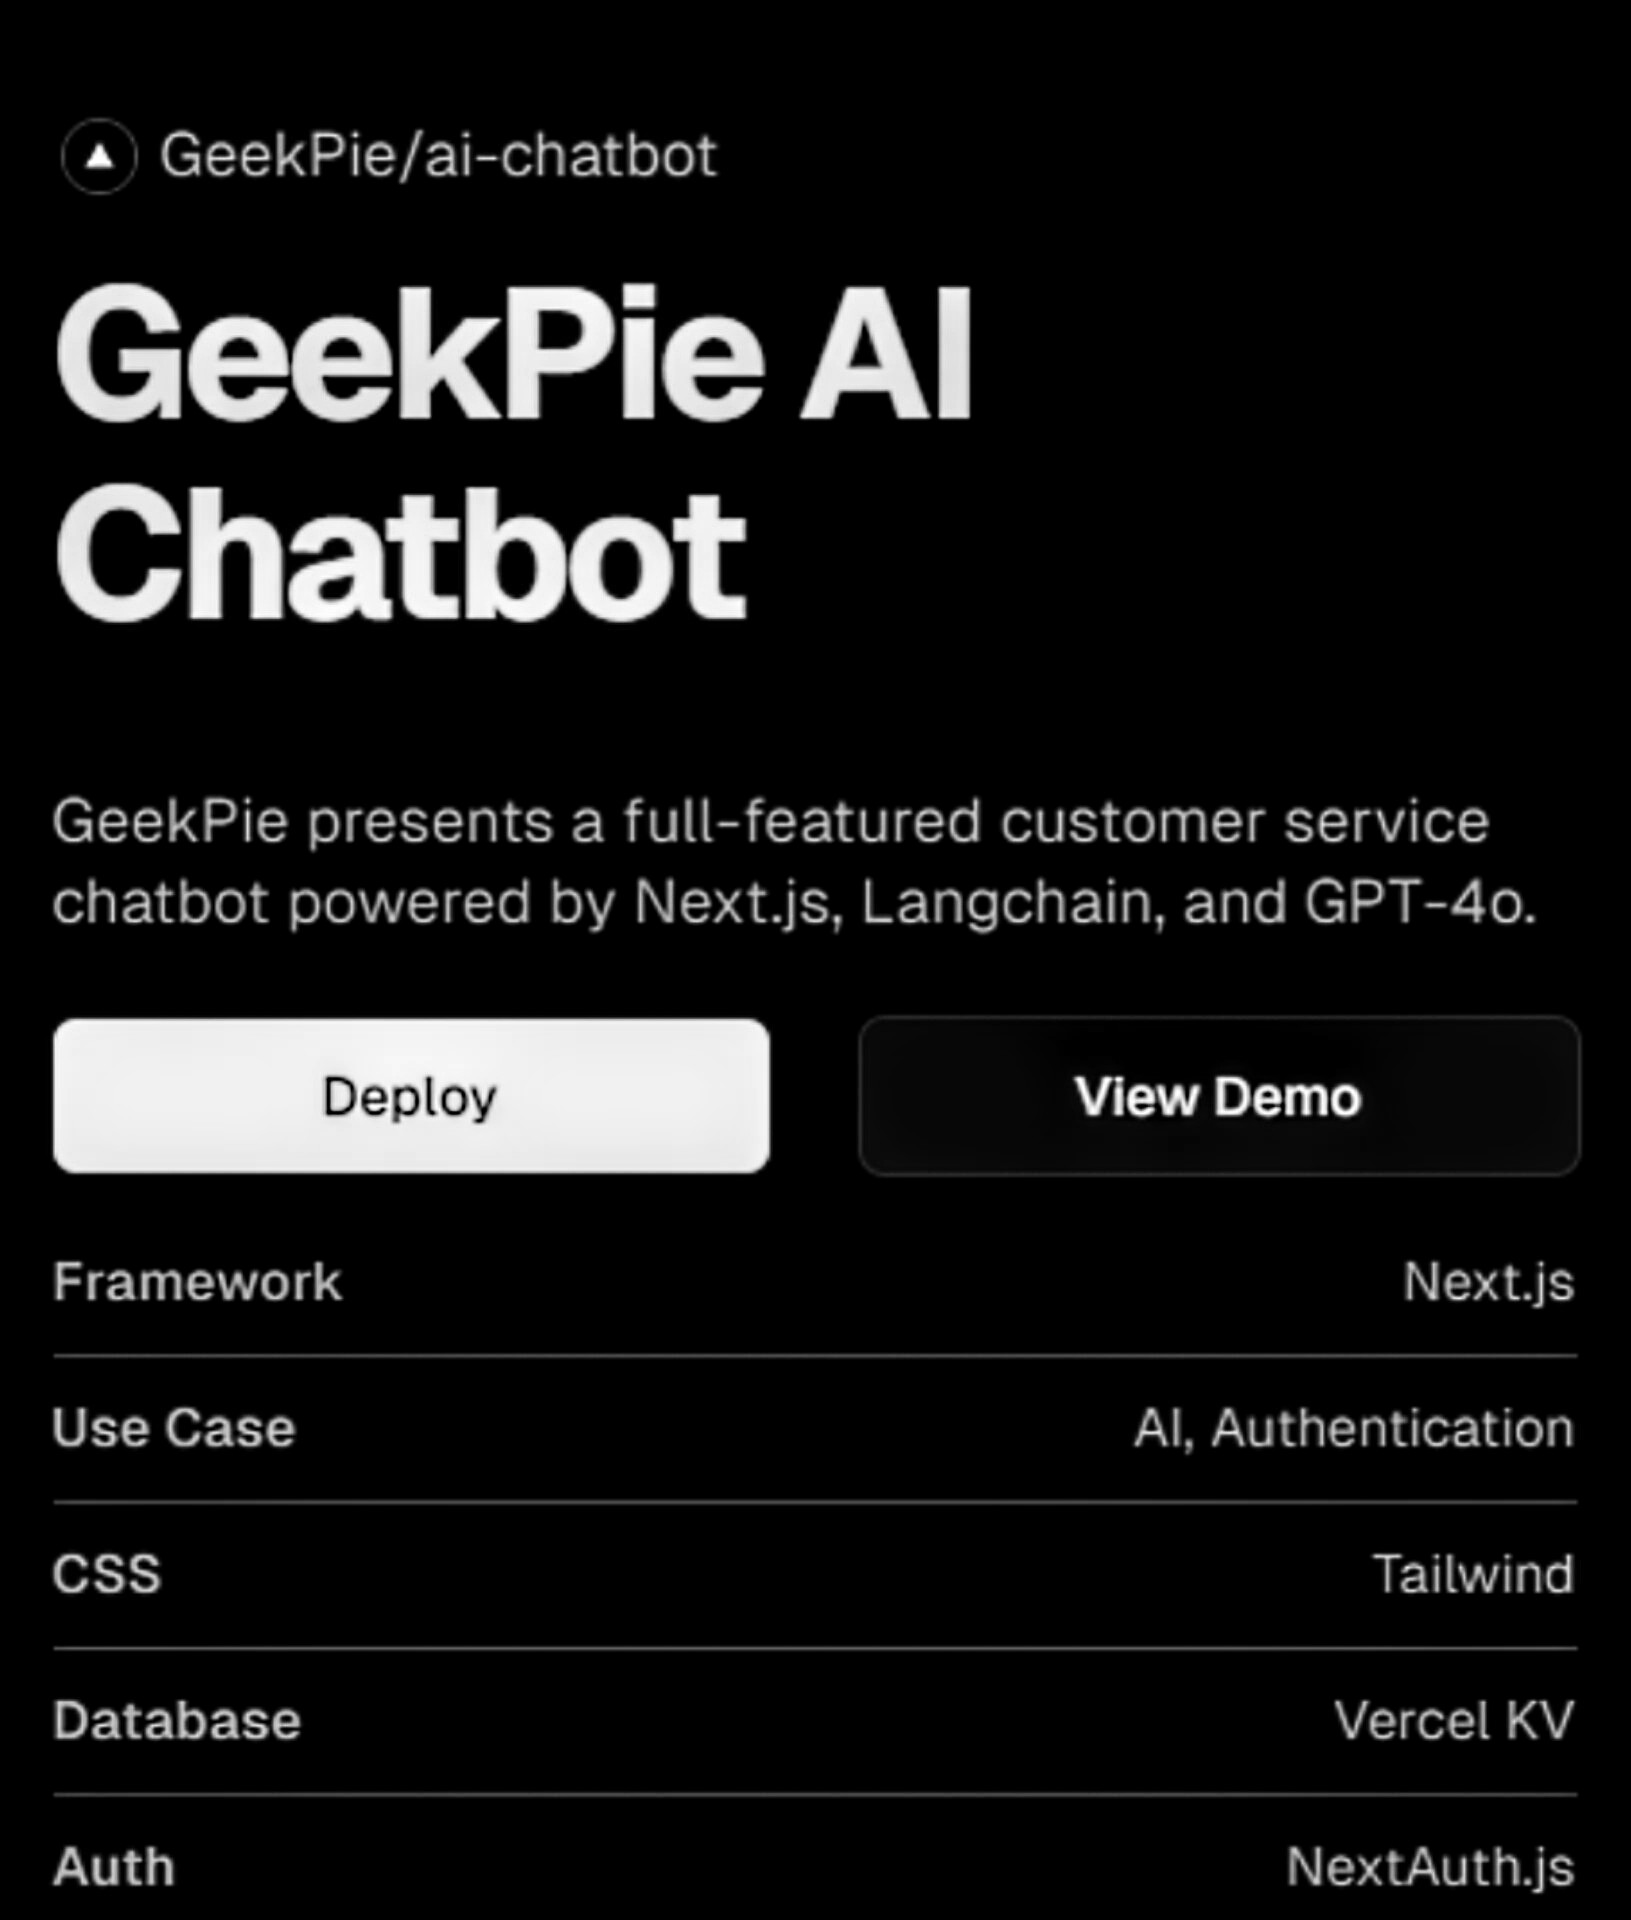 GeekPie/ai-chatbot
GeekPie AI
Chatbot
GeekPie presents a full-featured customer service
chatbot powered by Next.js, Langchain, and GPT-4o.
Deploy
View Demo
Framework
Next.js
Use Case
AI, Authentication
CSS
Tailwind
Database
Vercel KV
Auth
NextAuth.js